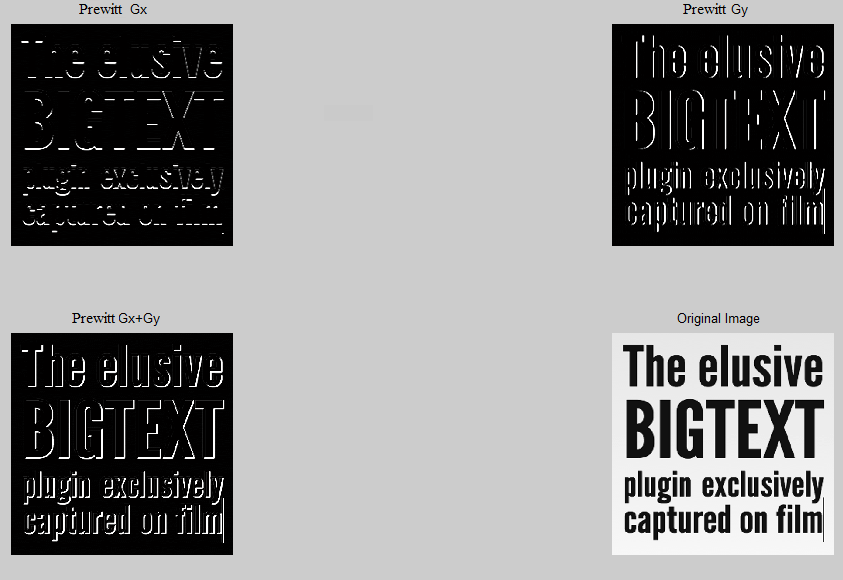 Prewitt Gx
The elusive
BIGTEXT
plugin exclusively
captured on film
Prewitt Gy
The elusive
BIGTEXT
plugin exclusively
captured on film
Prewitt Gx+Gy
The elusive
BIGTEXT
plugin exclusively
captured on film
Original Image
The elusive
BIGTEXT
plugin exclusively
captured on film